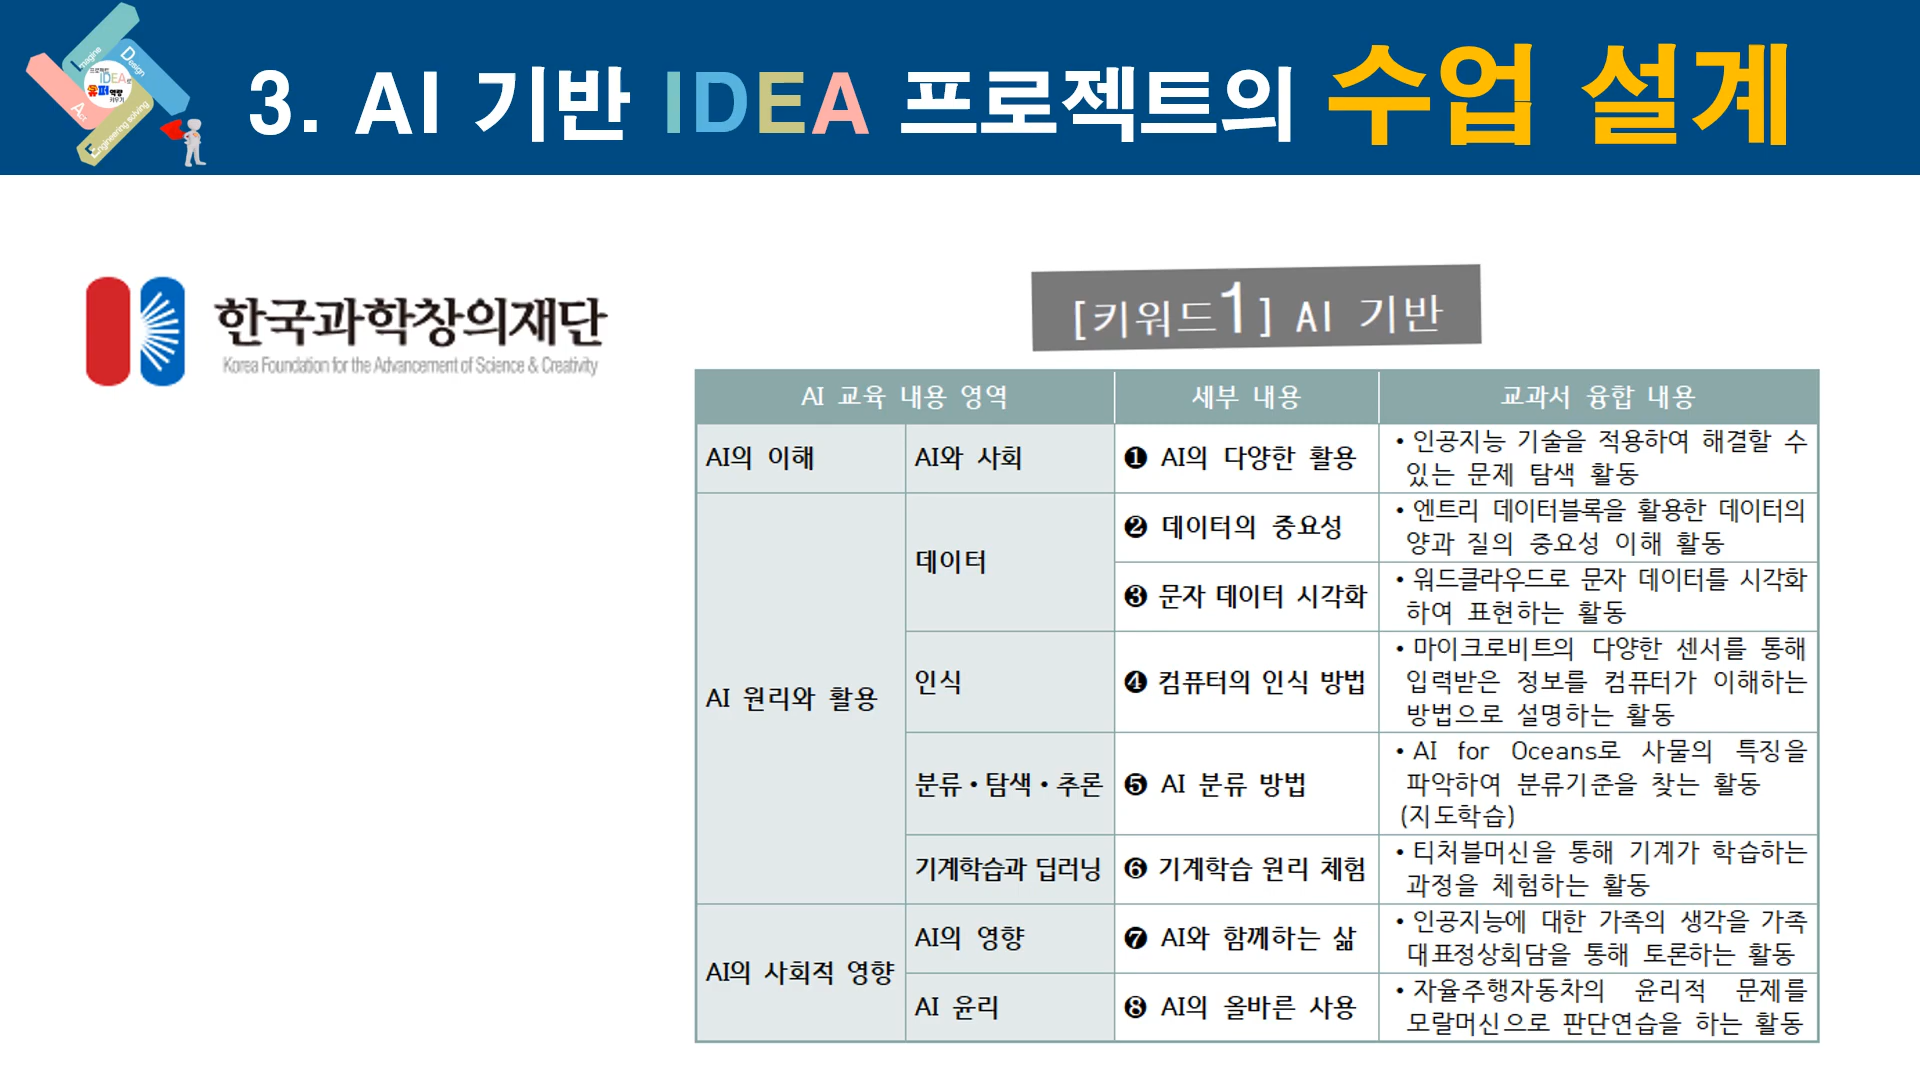 Imagine
Design
프로젝트
IDEA로
유퍼역량
키우기
Act
Engineering solving
3. AI 기반 IDEA 프로젝트의 수업 설계
한국과학창의재단
Korea Foundation for the Advancement of Science & Creativity
[키워드1] AI 기반
AI 교육 내용 영역 세부 내용 교과서 융합 내용
AI의 이해 AI와 사회 ❶ AI의 다양한 활용
• 인공지능 기술을 적용하여 해결할 수
있는 문제 탐색 활동
AI 원리와 활용
데이터
❷ 데이터의 중요성
• 엔트리 데이터블록을 활용한 데이터의
양과 질의 중요성 이해 활동
❸ 문자 데이터 시각화
• 워드클라우드로 문자 데이터를 시각화
하여 표현하는 활동
인식
❹ 컴퓨터의 인식 방법
• 마이크로비트의 다양한 센서를 통해
입력받은 정보를 컴퓨터가 이해하는
방법으로 설명하는 활동
분류·탐색·추론
❺ AI 분류 방법
• AI for Oceans로 사물의 특징을
파악하여 분류기준을 찾는 활동
(지도학습)
기계학습과 딥러닝
❻ 기계학습 원리 체험
• 티처블머신을 통해 기계가 학습하는
과정을 체험하는 활동
AI의 사회적 영향
AI의 영향
❼ AI와 함께하는 삶
• 인공지능에 대한 가족의 생각을 가족
대표정상회담을 통해 토론하는 활동
AI 윤리
❽ AI의 올바른 사용
• 자율주행자동차의 윤리적 문제를
모랄머신으로 판단연습을 하는 활동